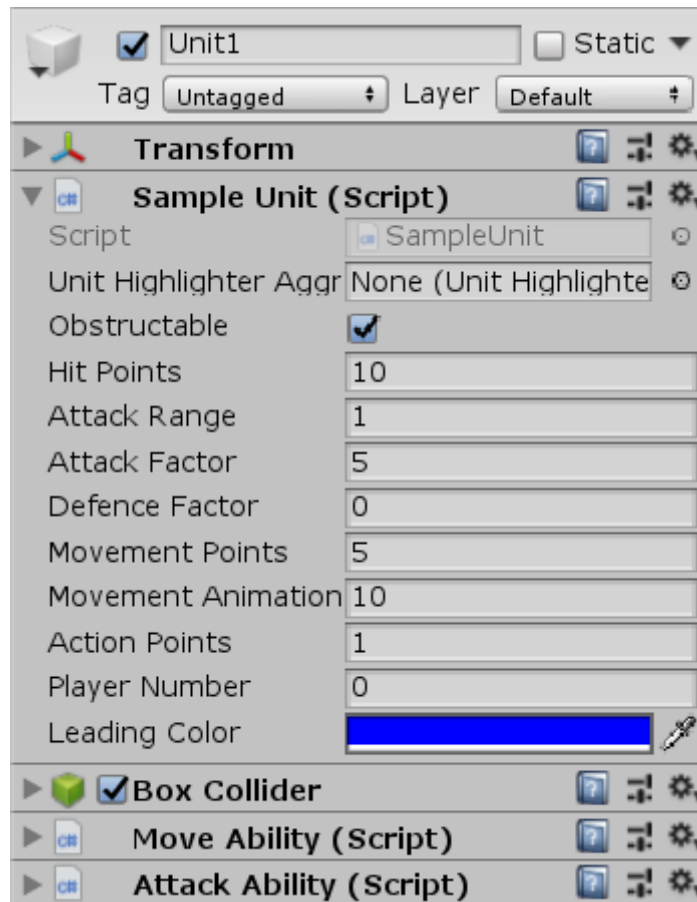 Unit1 Static
Tag Untagged Layer Default
Transform
Sample Unit (Script)
Script SampleUnit
Unit Highlighter Aggr None (Unit Highlighte
Obstructable
Hit Points 10
Attack Range 1
Attack Factor 5
Defence Factor 0
Movement Points 5
Movement Animation 10
Action Points 1
Player Number 0
Leading Color
Box Collider
Move Ability (Script)
Attack Ability (Script)